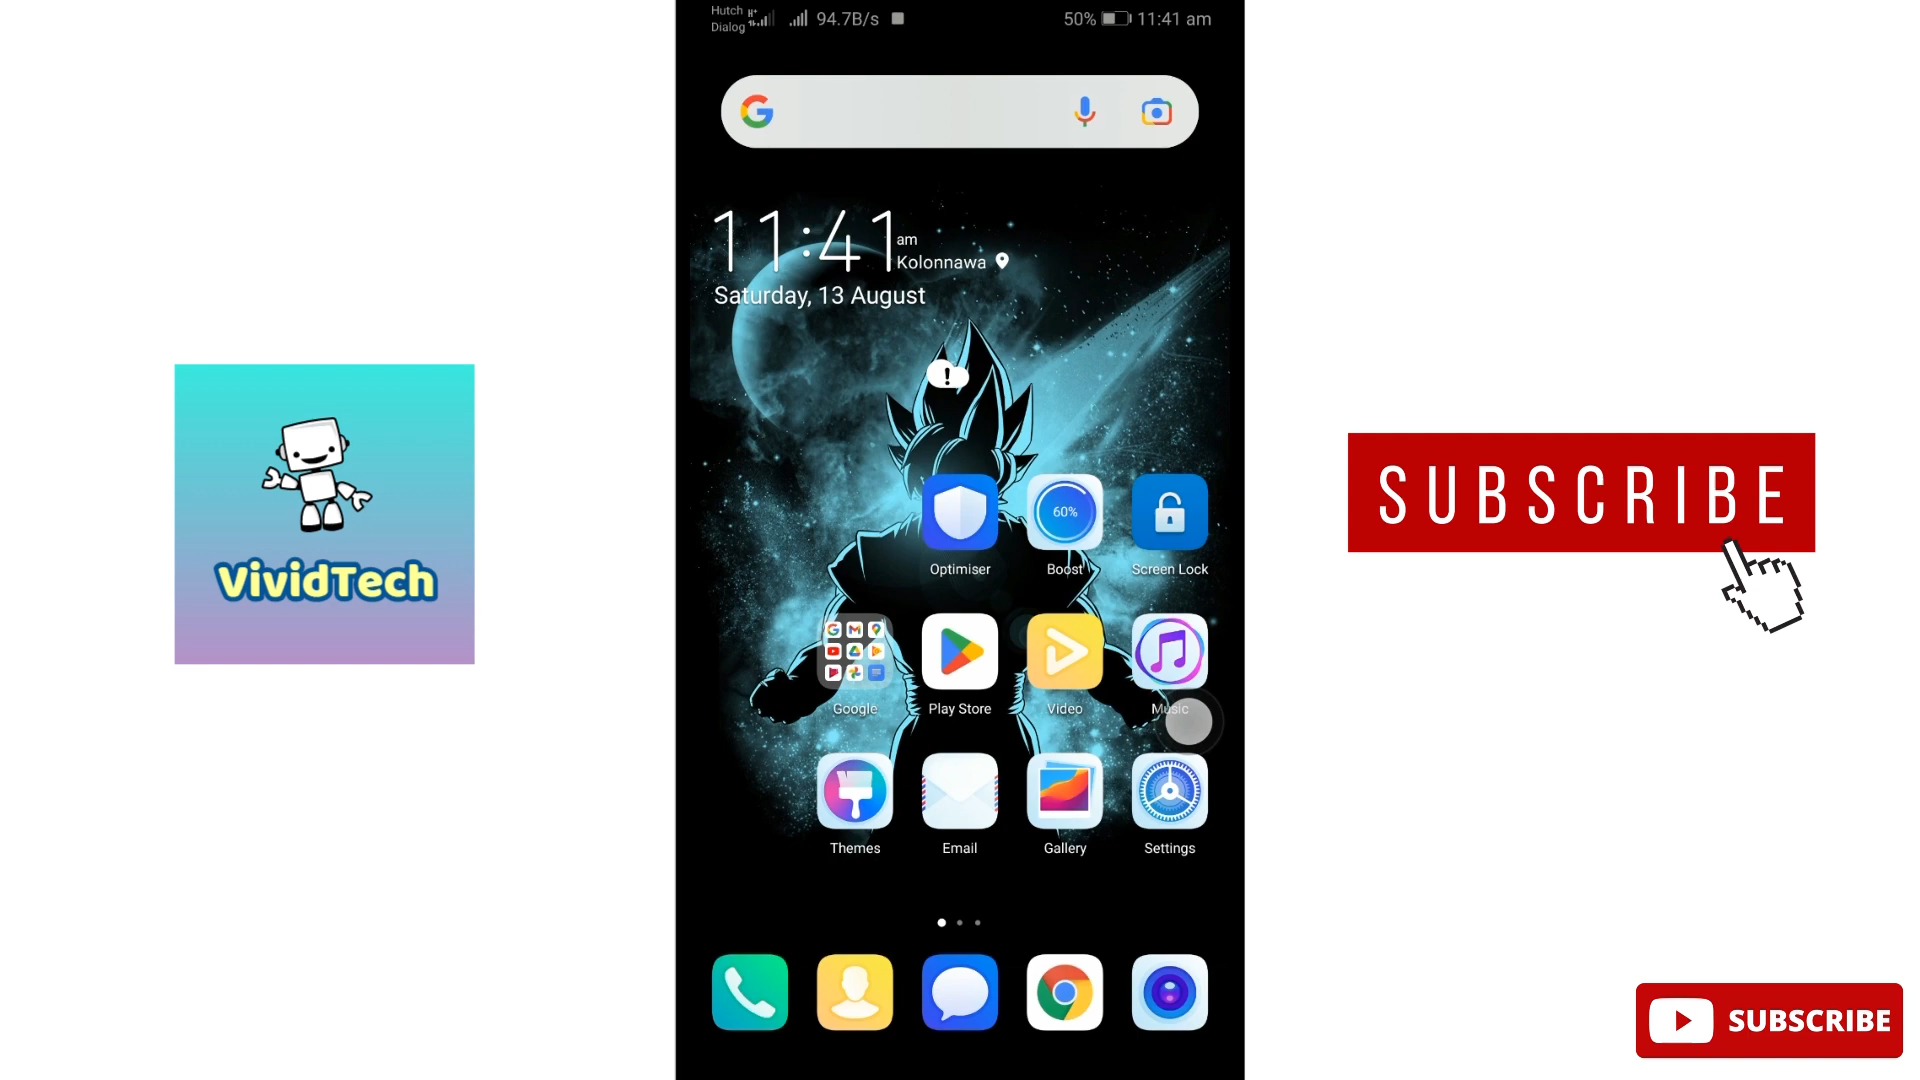 Hutch
Dialog
94.7B/s
50%
11:41 am
11:41 am
Kolonnawa
Saturday, 13 August
60%
Optimiser
Boost
Screen Lock
Google
Play Store
Video
Music
Themes
Email
Gallery
Settings
VividTech
SUBSCRIBE
SUBSCRIBE